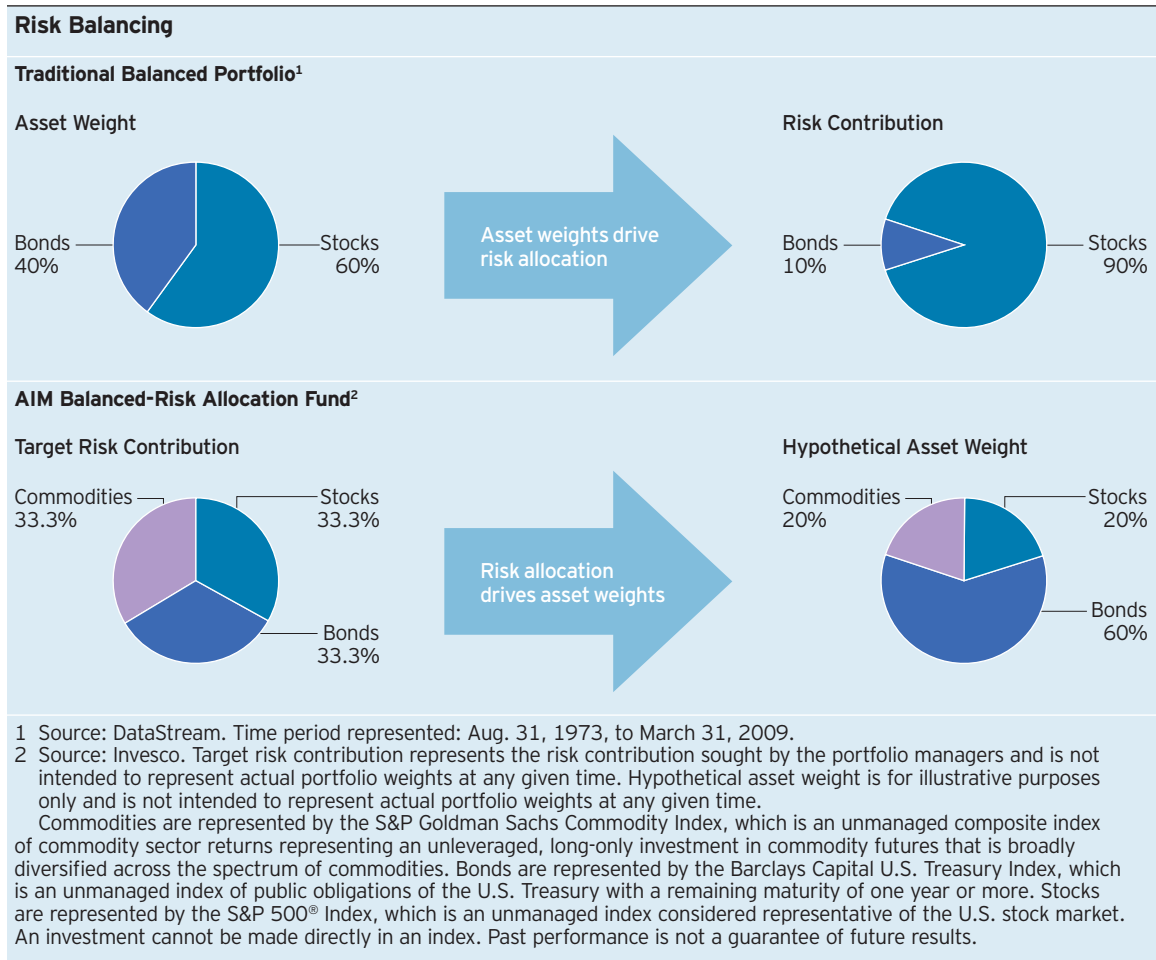 Risk Balancing
Traditional Balanced Portfolio¹
Asset Weight
Risk Contribution
Bonds
40%
Stocks
60%
Asset weights drive
risk allocation
Bonds
10%
Stocks
90%
AIM Balanced-Risk Allocation Fund²
Target Risk Contribution
Hypothetical Asset Weight
Commodities
33.3%
Stocks
33.3%
Bonds
33.3%
Risk allocation
drives asset weights
Commodities
20%
Stocks
20%
Bonds
60%
1 Source: DataStream. Time period represented: Aug. 31, 1973, to March 31, 2009.
2 Source: Invesco. Target risk contribution represents the risk contribution sought by the portfolio managers and is not
intended to represent actual portfolio weights at any given time. Hypothetical asset weight is for illustrative purposes
only and is not intended to represent actual portfolio weights at any given time.
Commodities are represented by the S&P Goldman Sachs Commodity Index, which is an unmanaged composite index
of commodity sector returns representing an unleveraged, long-only investment in commodity futures that is broadly
diversified across the spectrum of commodities. Bonds are represented by the Barclays Capital U.S. Treasury Index, which
is an unmanaged index of public obligations of the U.S. Treasury with a remaining maturity of one year or more. Stocks
are represented by the S&P 500® Index, which is an unmanaged index considered representative of the U.S. stock market.
An investment cannot be made directly in an index. Past performance is not a guarantee of future results.